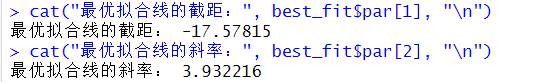 > cat("最优拟合线的截距：", best_fit$par[1], "\n")
最优拟合线的截距： -17.57815
> cat("最优拟合线的斜率：", best_fit$par[2], "\n")
最优拟合线的斜率： 3.932216